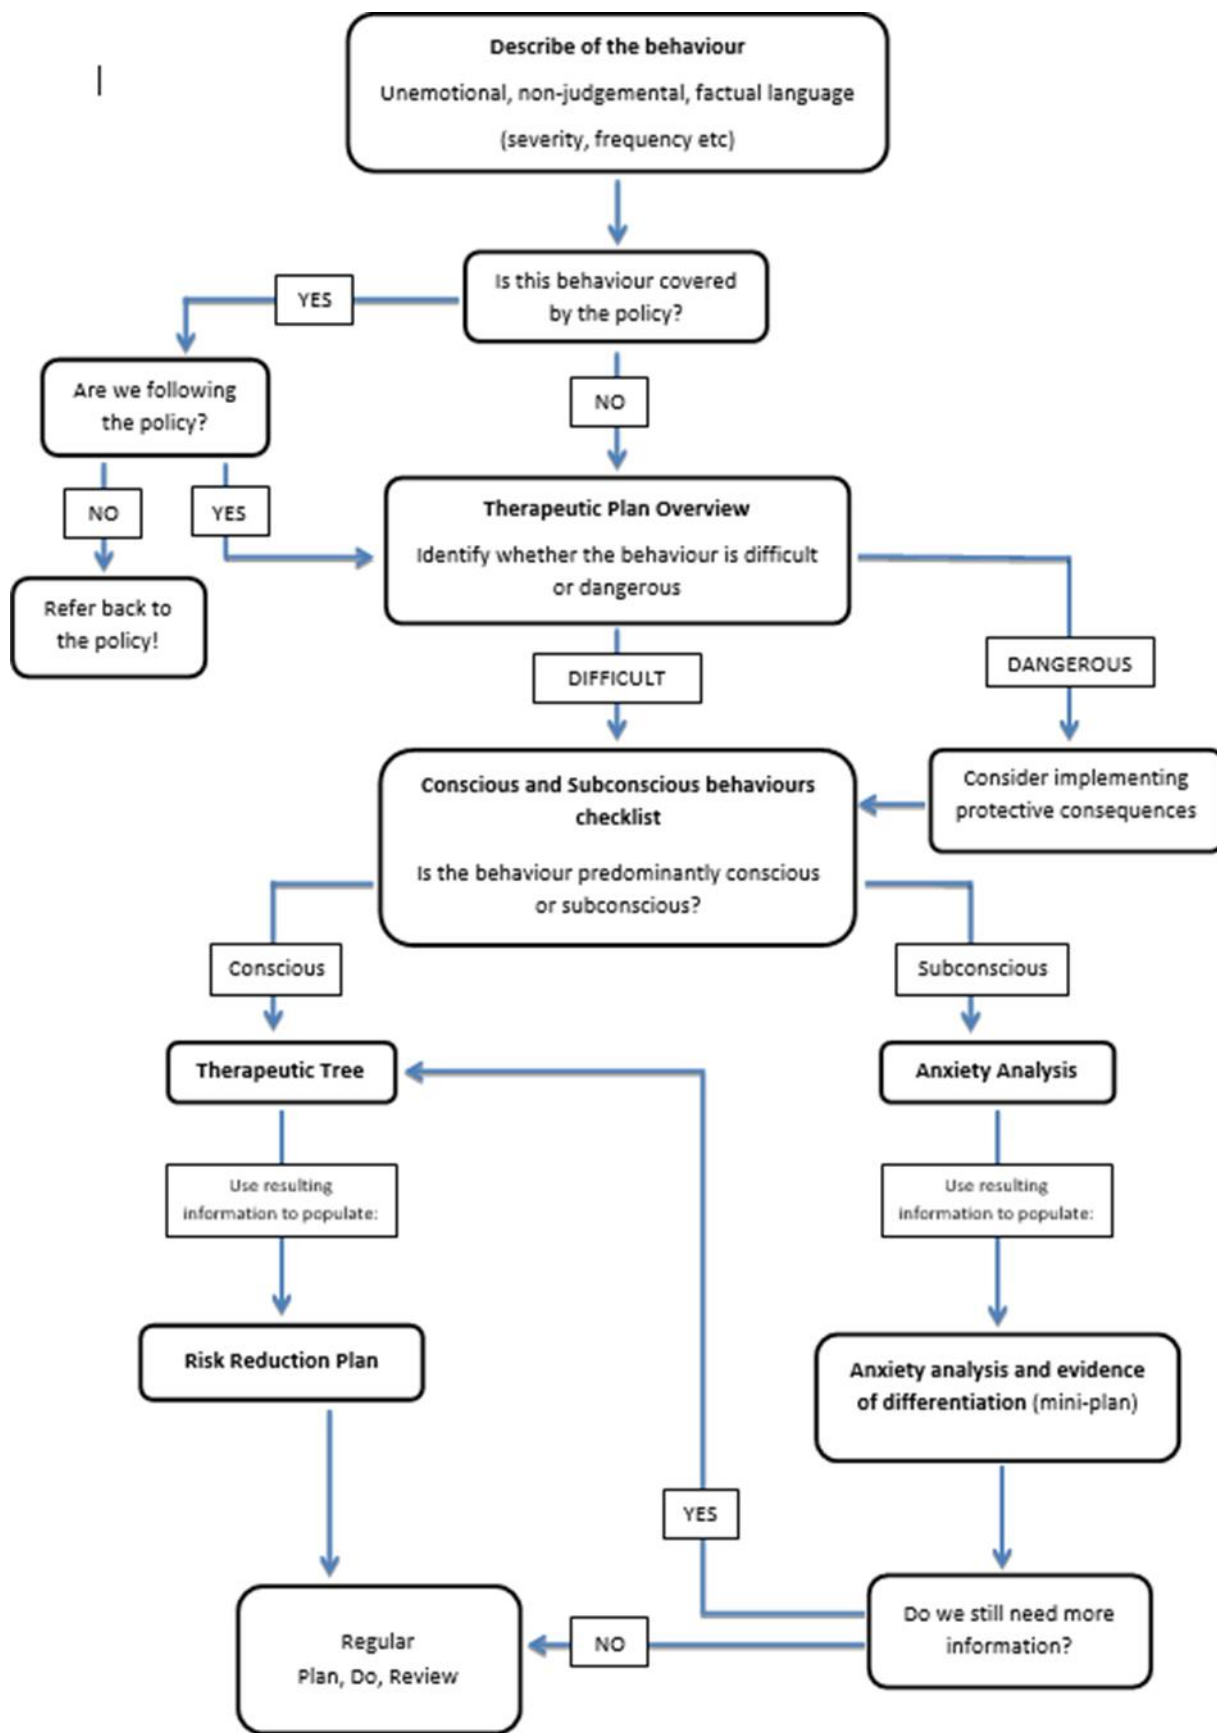 Describe of the behaviour
Unemotional, non-judgemental, factual language
(severity, frequency etc)
Is this behaviour covered
by the policy?
YES
Are we following
the policy?
NO
NO
YES
Therapeutic Plan Overview
Identify whether the behaviour is difficult
or dangerous
Refer back to
the policy!
DIFFICULT
DANGEROUS
Conscious and Subconscious behaviours
checklist
Is the behaviour predominantly conscious
or subconscious?
Consider implementing
protective consequences
Conscious
Subconscious
Therapeutic Tree
Anxiety Analysis
Use resulting
information to populate:
Use resulting
information to populate:
Risk Reduction Plan
Anxiety analysis and evidence
of differentiation (mini-plan)
YES
Do we still need more
information?
NO
Regular
Plan, Do, Review